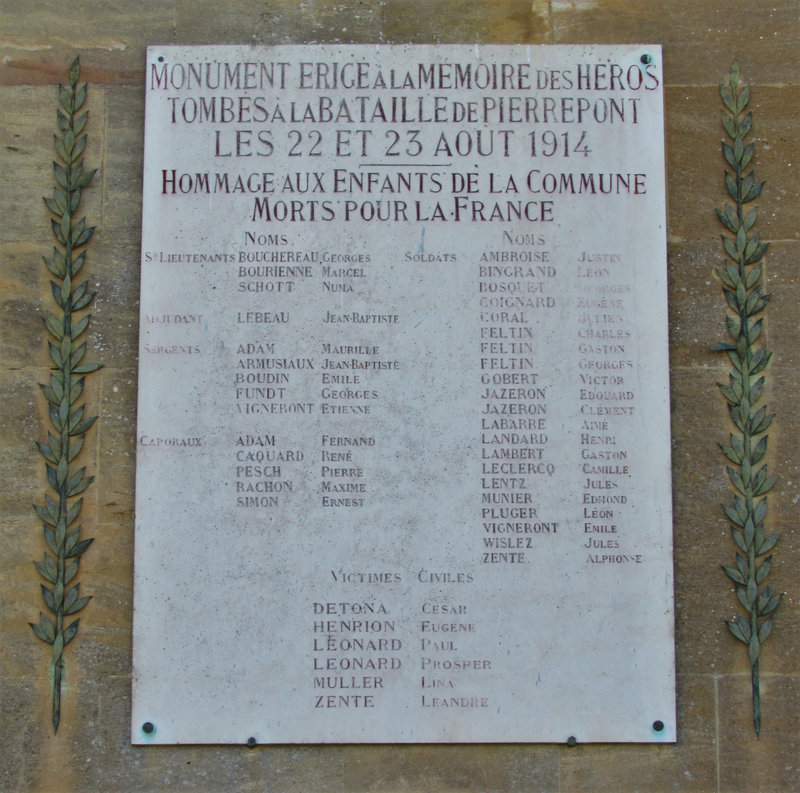 MONUMENT ERIGÉ À LA MÉMOIRE DES HÉROS
TOMBÉS À LA BATAILLE DE PIERREPONT
LES 22 ET 23 AOUT 1914
HOMMAGE AUX ENFANTS DE LA COMMUNE
MORTS POUR LA FRANCE
NOMS
Ss LIEUTENANTS BOUCHEREAU GEORGES
BOURIENNE MARCEL
SCHOTT NUMA
ADJUDANT LEBEAU JEAN-BAPTISTE
SERGENTS ADAM MAURILLE
ARMUSIAUX JEAN-BAPTISTE
BOUDIN EMILE
FUNDT GEORGES
VIGNERONT ETIENNE
CAPORAUX ADAM FERNAND
CAQUARD RENÉ
PESCH PIERRE
RACHON MAXIME
SIMON ERNEST
NOMS
SOLDATS AMBROISE JUSTIN
BINGRAND LÉON
BOSQUET GEORGES
COIGNARD EUGÈNE
CORAL JULIEN
FELTIN CHARLES
FELTIN GASTON
FELTIN GEORGES
GOBERT VICTOR
JAZERON EDOUARD
JAZERON CLÉMENT
LABARRE AIMÉ
LANDARD HENRI
LAMBERT GASTON
LECLERCQ CAMILLE
LENTZ JULES
MUNIER EDMOND
PLUGER LÉON
VIGNERONT EMILE
WISLEZ JULES
ZENTE ALPHONSE
VICTIMES CIVILES
DETONA CÉSAR
HENRION EUGENE
LÉONARD PAUL
LEONARD PROSPER
MULLER LINA
ZENTE LEANDRE